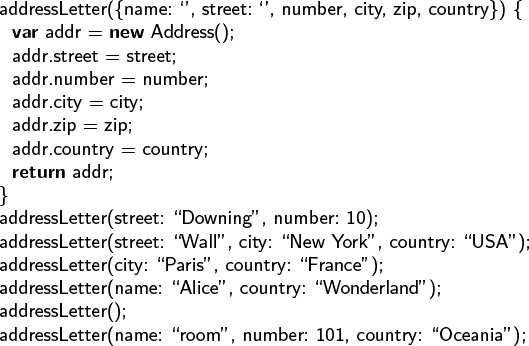 addressLetter({name: ‘’, street: ‘’, number, city, zip, country}) {
var addr = new Address();
addr.street = street;
addr.number = number;
addr.city = city;
addr.zip = zip;
addr.country = country;
return addr;
}
addressLetter(street: “Downing”, number: 10);
addressLetter(street: “Wall”, city: “New York”, country: “USA”);
addressLetter(city: “Paris”, country: “France”);
addressLetter(name: “Alice”, country: “Wonderland”);
addressLetter();
addressLetter(name: “room”, number: 101, country: “Oceania”);